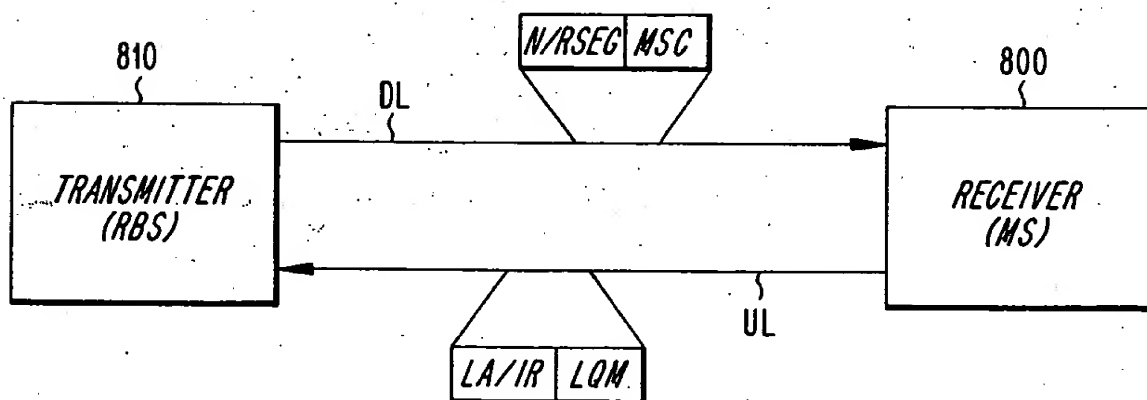 N/RSEG MSC
810
800
DL
TRANSMITTER
(RBS)
RECEIVER
(MS)
UL
LA/IR LQM